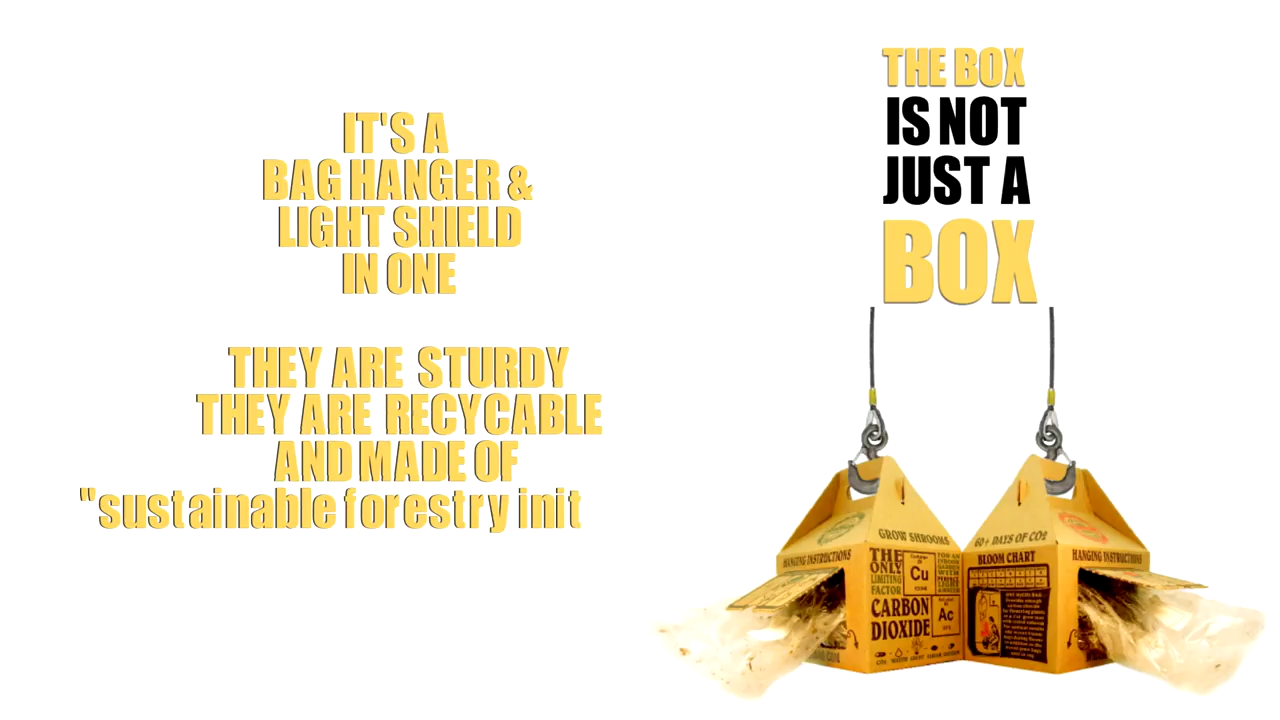 IT'S A
BAG HANGER &
LIGHT SHIELD
IN ONE
THEY ARE STURDY
THEY ARE RECYCABLE
AND MADE OF
"sustainable forestry init
THE BOX
IS NOT
JUST A
BOX
GROW SHROOMS
HANGING INSTRUCTIONS
THE
ONLY
LIMITING
FACTOR
Cu
CARBON
DIOXIDE
Ac
60+ DAYS OF CO2
BLOOM CHART
HANGING INSTRUCTIONS